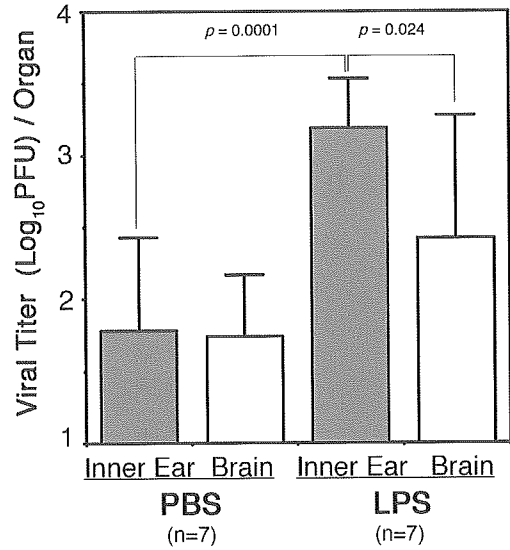 4
p = 0.0001
p = 0.024
3
2
1
Viral Titer (Log₁₀PFU) / Organ
Inner Ear Brain Inner Ear Brain
PBS LPS
(n=7) (n=7)